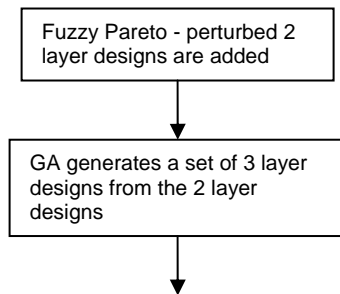 Fuzzy Pareto - perturbed 2
layer designs are added
GA generates a set of 3 layer
designs from the 2 layer
designs